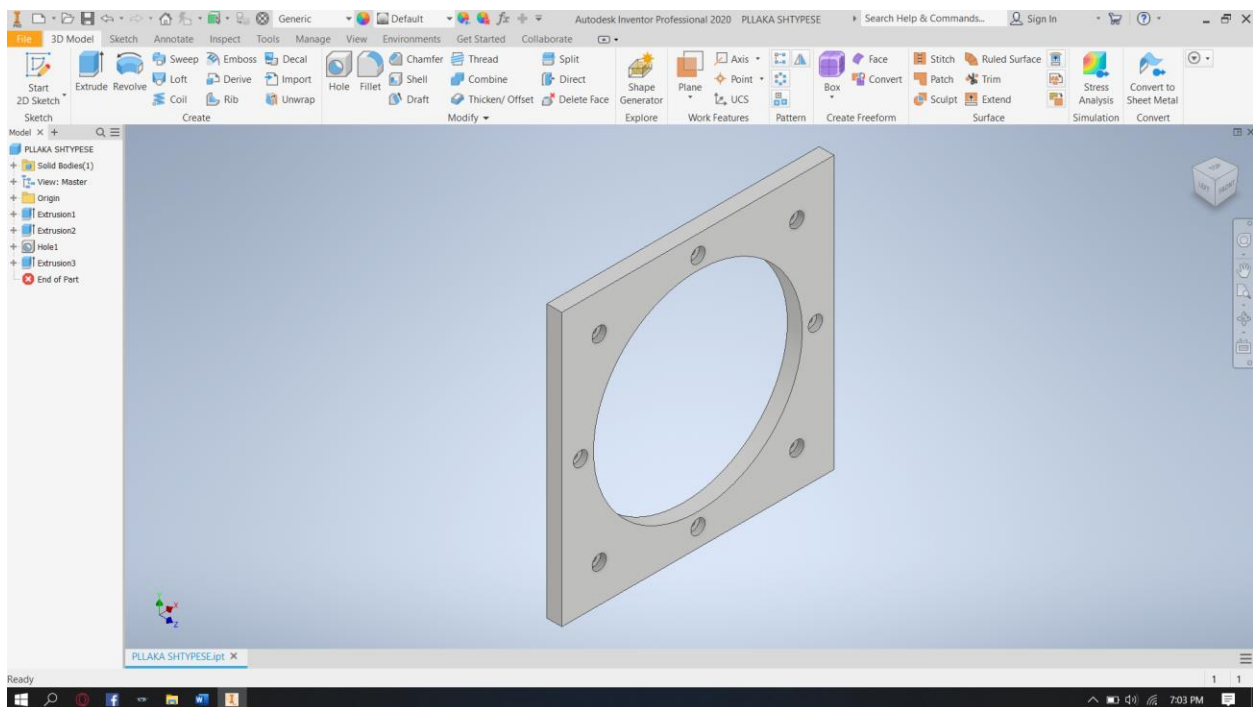 Generic Default fx Autodesk Inventor Professional 2020 PLLAKA SHTYPESE Search Help & Commands... Sign In
File 3D Model Sketch Annotate Inspect Tools Manage View Environments Get Started Collaborate
Start
2D Sketch
Extrude Revolve
Sweep Emboss Decal
Loft Derive Import
Coil Rib Unwrap
Hole Fillet
Chamfer Thread Split
Shell Combine Direct
Draft Thicken/ Offset Delete Face
Shape
Generator
Plane
Axis
Point
UCS
Box
Face
Convert
Stitch Ruled Surface
Patch Trim
Sculpt Extend
Stress
Analysis
Convert to
Sheet Metal
Sketch Create Modify Explore Work Features Pattern Create Freeform Surface Simulation Convert
Model
PLLAKA SHTYPESE
Solid Bodies(1)
View: Master
Origin
Extrusion1
Extrusion2
Hole1
Extrusion3
End of Part
TOP
LEFT FRONT
Y
X
Z
PLLAKA SHTYPESE.ipt
Ready 1 1
7:03 PM